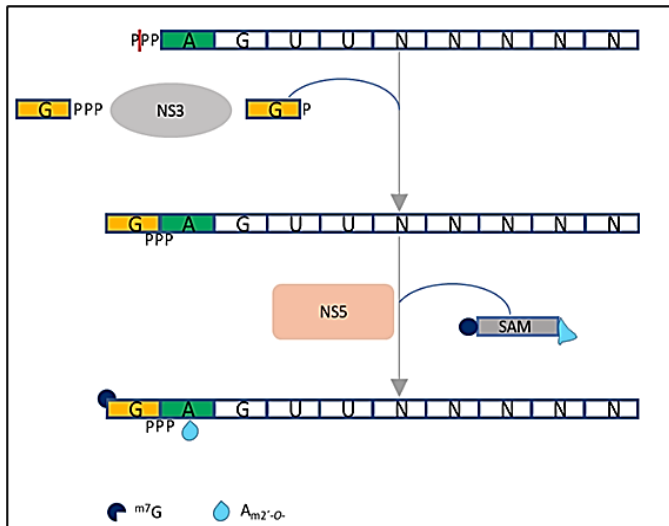 PPP A G U U N N N N N
G PPP NS3 G P
G A G U U N N N N N
PPP
NS5
SAM
G A G U U N N N N N
PPP
m7G Am2´-O-